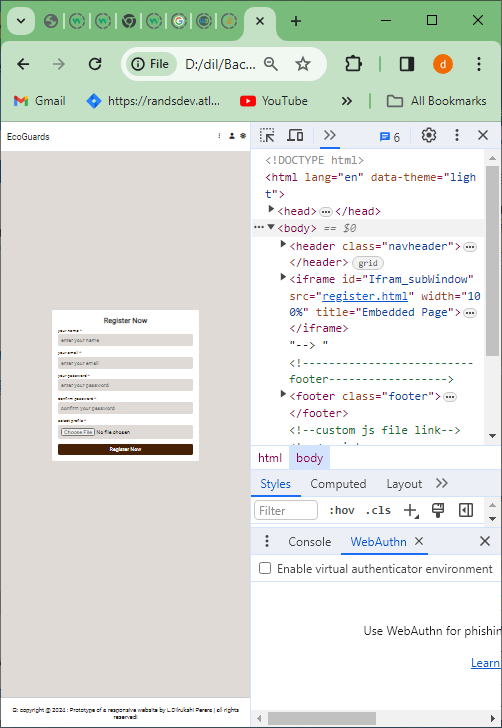 File
D:/dil/Bac...
d
Gmail
https://randsdev.atl...
YouTube
»
All Bookmarks
EcoGuards
Register Now
your name *
enter your name
your email *
enter your email
your password *
enter your password
confirm password *
confirm your password
select profile *
Choose File No file chosen
Register Now
copyright @ 2024 : Prototype of a responsive website by L.Dilrukshi Perera | all rights
reserved!
» 6
<!DOCTYPE html>
<html lang="en" data-theme="ligh
t">
<head>…</head>
… <body> == $0
<header class="navheader">…
</header> grid
<iframe id="Ifram_subWindow"
src="register.html" width="10
0%" title="Embedded Page">…
</iframe>
"--> "
<!-------------------------
footer------------------->
<footer class="footer">…
</footer>
<!--custom js file link-->
html body
Styles Computed Layout »
Filter :hov .cls
Console WebAuthn
Enable virtual authenticator environment
Use WebAuthn for phishin
Learn